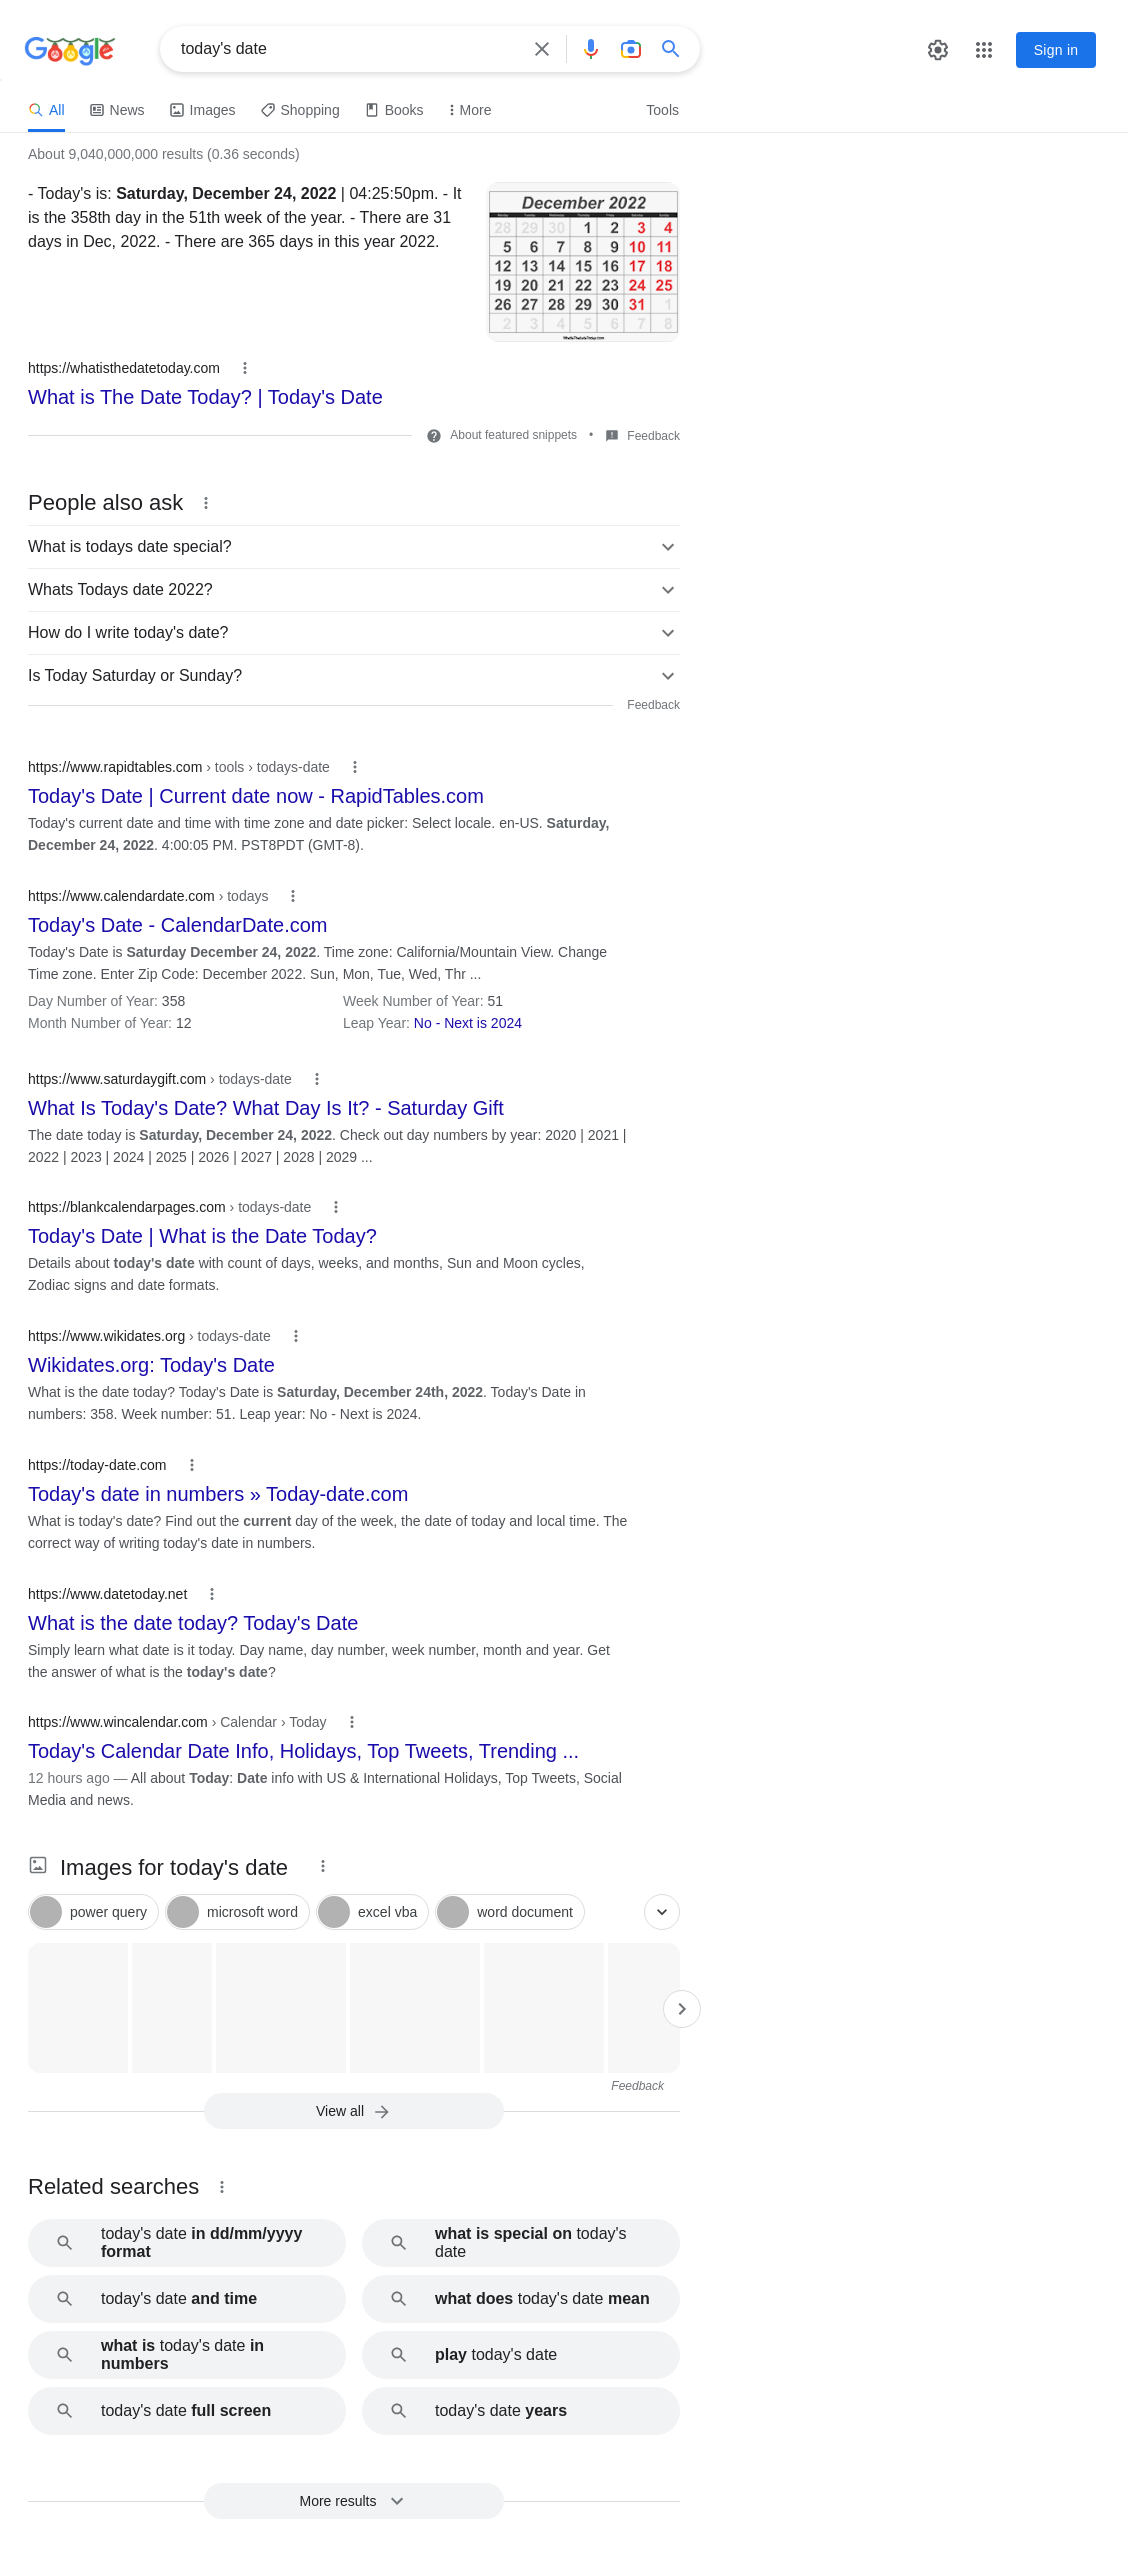 Google
today's date
Sign in
All
News
Images
Shopping
Books
More
Tools
About 9,040,000,000 results (0.36 seconds)
- Today's is: Saturday, December 24, 2022 | 04:25:50pm. - It
is the 358th day in the 51th week of the year. - There are 31
days in Dec, 2022. - There are 365 days in this year 2022.
December 2022
Monday Tuesday Wednesday Thursday Friday Saturday Sunday
28 29 30 1 2 3 4
5 6 7 8 9 10 11
12 13 14 15 16 17 18
19 20 21 22 23 24 25
26 27 28 29 30 31 1
2 3 4 5 6 7 8
WhatIsTheDateToday.com
https://whatisthedatetoday.com
What is The Date Today? | Today's Date
About featured snippets • Feedback
People also ask
What is todays date special?
Whats Todays date 2022?
How do I write today's date?
Is Today Saturday or Sunday?
Feedback
https://www.rapidtables.com › tools › todays-date
Today's Date | Current date now - RapidTables.com
Today's current date and time with time zone and date picker: Select locale. en-US. Saturday,
December 24, 2022. 4:00:05 PM. PST8PDT (GMT-8).
https://www.calendardate.com › todays
Today's Date - CalendarDate.com
Today's Date is Saturday December 24, 2022. Time zone: California/Mountain View. Change
Time zone. Enter Zip Code: December 2022. Sun, Mon, Tue, Wed, Thr ...
Day Number of Year: 358
Week Number of Year: 51
Month Number of Year: 12
Leap Year: No - Next is 2024
https://www.saturdaygift.com › todays-date
What Is Today's Date? What Day Is It? - Saturday Gift
The date today is Saturday, December 24, 2022. Check out day numbers by year: 2020 | 2021 |
2022 | 2023 | 2024 | 2025 | 2026 | 2027 | 2028 | 2029 ...
https://blankcalendarpages.com › todays-date
Today's Date | What is the Date Today?
Details about today's date with count of days, weeks, and months, Sun and Moon cycles,
Zodiac signs and date formats.
https://www.wikidates.org › todays-date
Wikidates.org: Today's Date
What is the date today? Today's Date is Saturday, December 24th, 2022. Today's Date in
numbers: 358. Week number: 51. Leap year: No - Next is 2024.
https://today-date.com
Today's date in numbers » Today-date.com
What is today's date? Find out the current day of the week, the date of today and local time. The
correct way of writing today's date in numbers.
https://www.datetoday.net
What is the date today? Today's Date
Simply learn what date is it today. Day name, day number, week number, month and year. Get
the answer of what is the today's date?
https://www.wincalendar.com › Calendar › Today
Today's Calendar Date Info, Holidays, Top Tweets, Trending ...
12 hours ago — All about Today: Date info with US & International Holidays, Top Tweets, Social
Media and news.
Images for today's date
power query
microsoft word
excel vba
word document
Feedback
View all
Related searches
today's date in dd/mm/yyyy
format
what is special on today's
date
today's date and time
what does today's date mean
what is today's date in
numbers
play today's date
today's date full screen
today's date years
More results